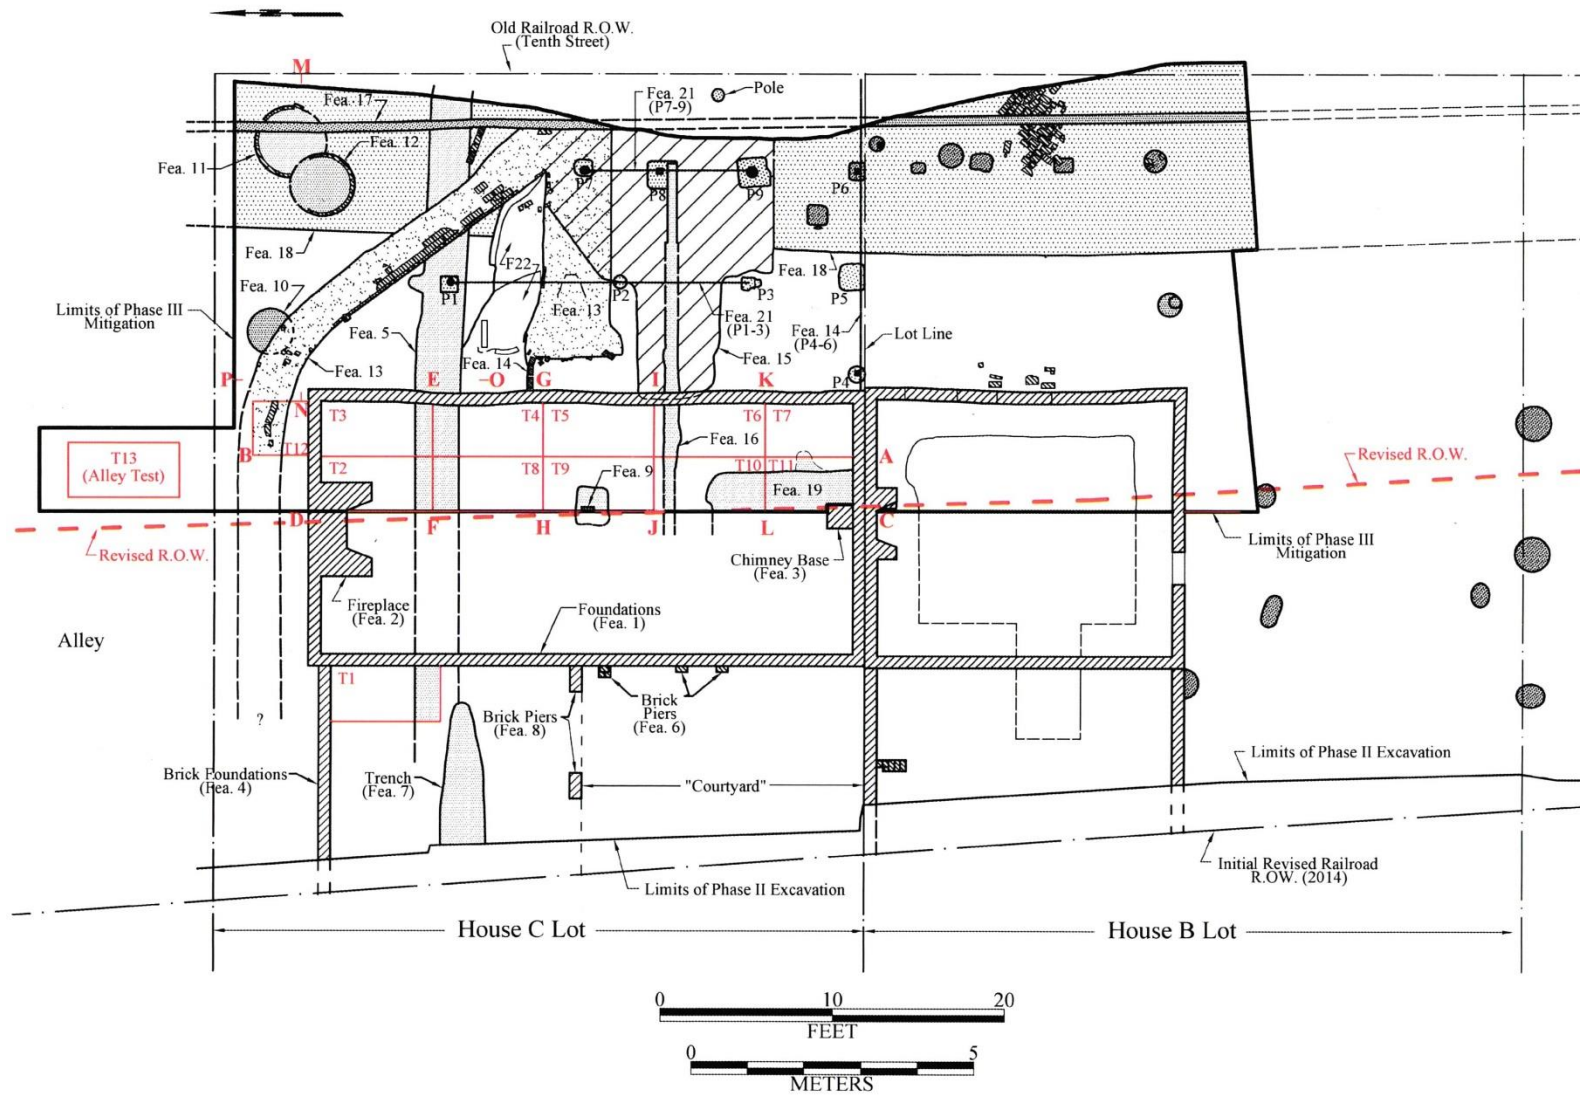 Old Railroad R.O.W.
(Tenth Street)
M
Fea. 17
Fea. 12
Fea. 11
Fea. 21
(P7-9)
Pole
P7
P8
P9
P6
Fea. 18
F22
Fea. 18
P5
Fea. 10
P1
P2
P3
Limits of Phase III
Mitigation
Fea. 5
Fea. 13
Fea. 21
(P1-3)
Fea. 14
(P4-6)
Lot Line
Fea. 14
Fea. 15
Fea. 13
P
E
O
G
I
K
P4
N
T3
T4
T5
T6
T7
T12
B
Fea. 16
A
T13
(Alley Test)
T2
T8
T9
Fea. 9
T10
T11
Fea. 19
Revised R.O.W.
D
F
H
J
L
C
Revised R.O.W.
Chimney Base
(Fea. 3)
Limits of Phase III
Mitigation
Fireplace
(Fea. 2)
Foundations
(Fea. 1)
Alley
T1
?
Brick Piers
(Fea. 8)
Brick
Piers
(Fea. 6)
Brick Foundations
(Fea. 4)
Trench
(Fea. 7)
"Courtyard"
Limits of Phase II Excavation
Limits of Phase II Excavation
Initial Revised Railroad
R.OW. (2014)
House C Lot
House B Lot
0 10 20
FEET
0 5
METERS